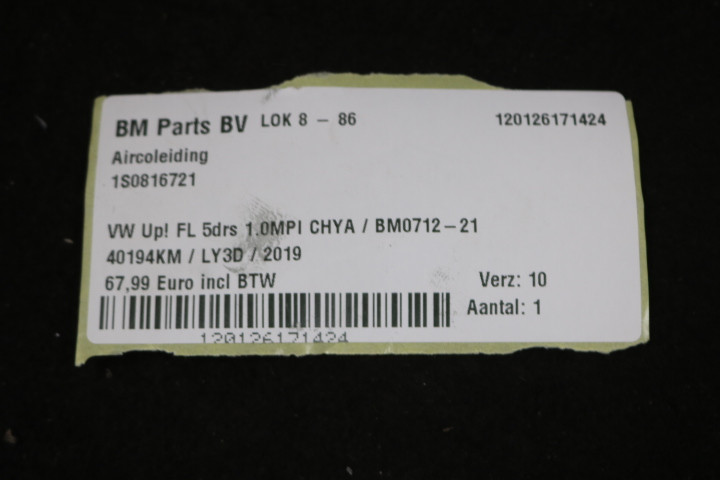 BM Parts BV LOK 8 - 86 120126171424
Aircoleiding
1S0816721
VW Up! FL 5drs 1.0MPI CHYA / BM0712-21
40194KM / LY3D / 2019
67,99 Euro incl BTW Verz: 10
Aantal: 1
120126171424